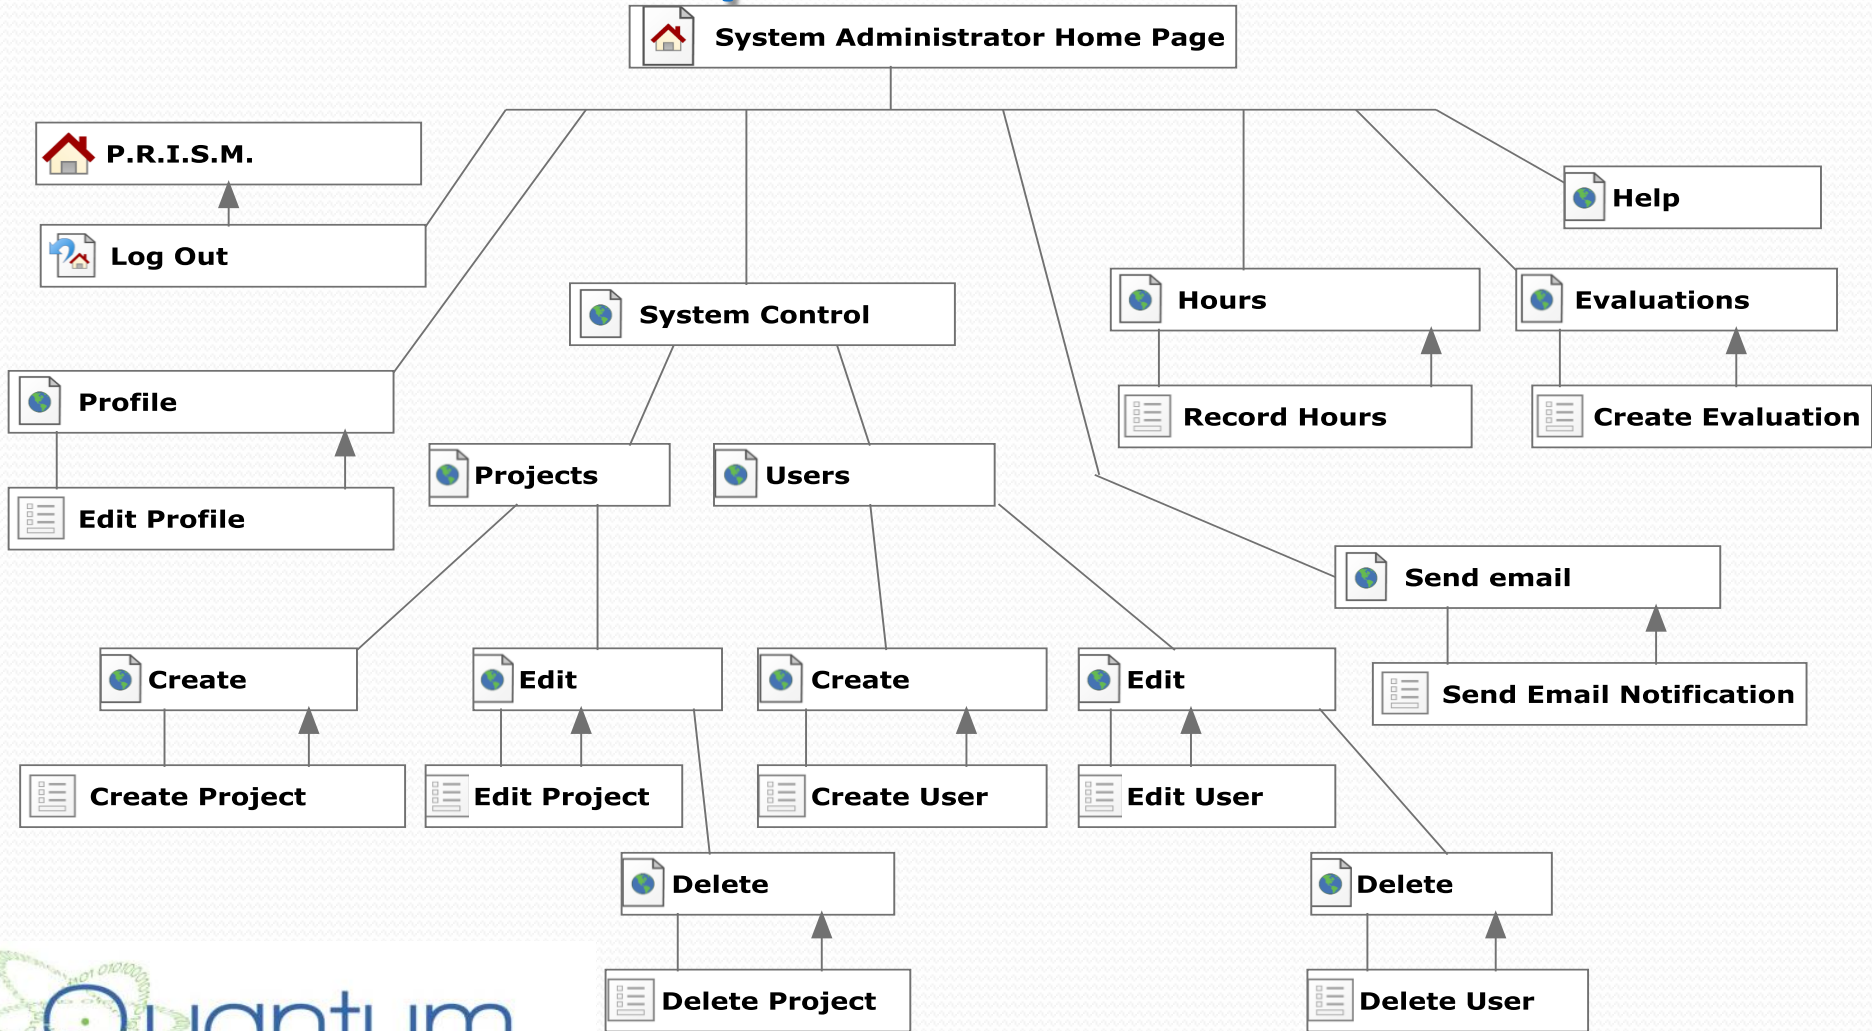 System Administrator Home Page
P.R.I.S.M.
Help
Log Out
Hours
Evaluations
System Control
Profile
Record Hours
Create Evaluation
Projects
Users
Edit Profile
Send email
Create
Edit
Create
Edit
Send Email Notification
Create Project
Edit Project
Create User
Edit User
Delete
Delete
Delete Project
Delete User
Quantum